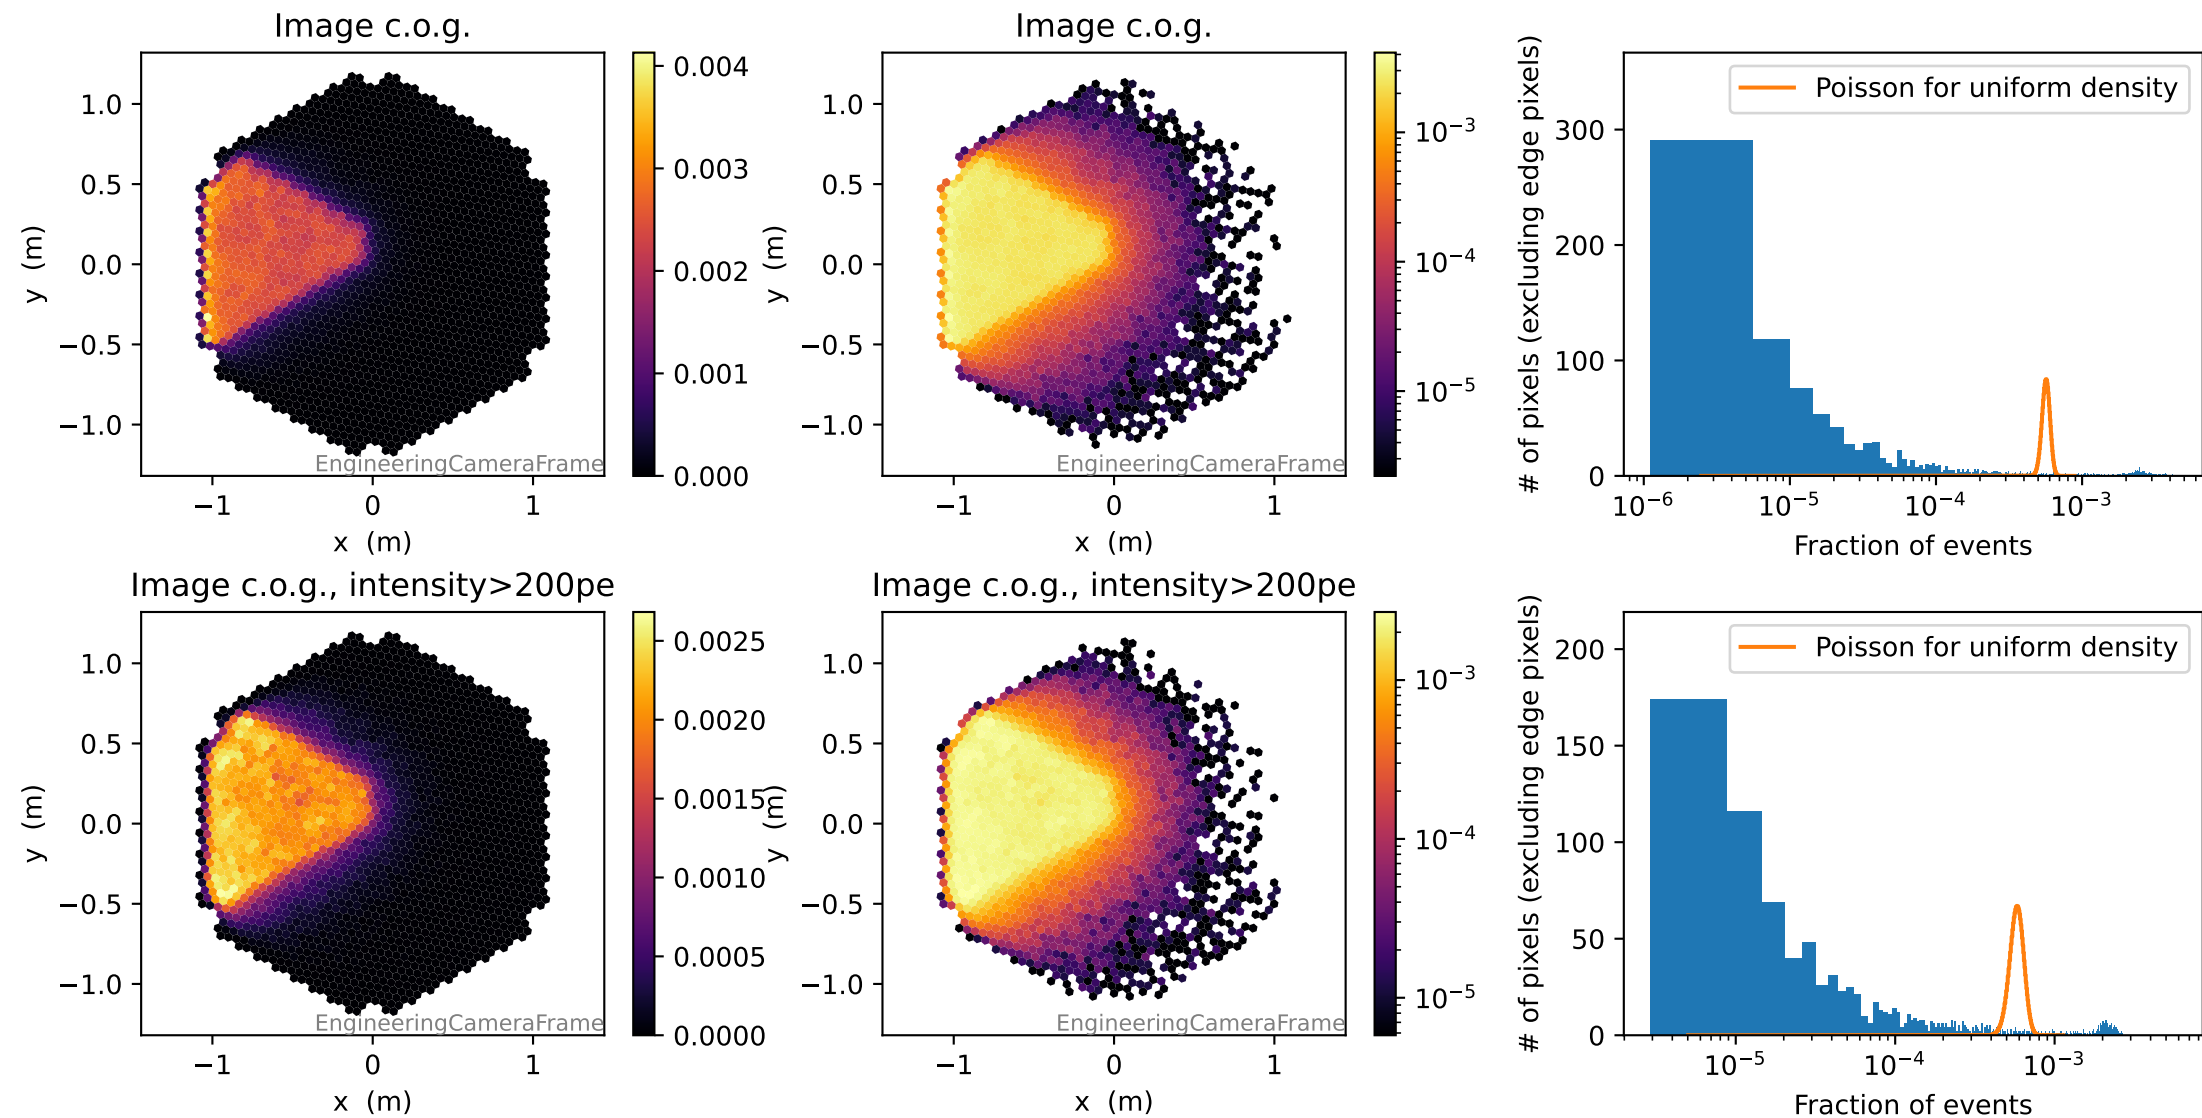 Image c.o.g.
1.0
0.5
0.0
−0.5
−1.0
y (m)
−1
0
1
x (m)
EngineeringCameraFrame
0.004
0.003
0.002
0.001
0.000
Image c.o.g.
1.0
0.5
0.0
−0.5
−1.0
y (m)
−1
0
1
x (m)
EngineeringCameraFrame
10⁻³
10⁻⁴
10⁻⁵
Poisson for uniform density
# of pixels (excluding edge pixels)
300
200
100
0
10⁻⁶
10⁻⁵
10⁻⁴
10⁻³
Fraction of events
Image c.o.g., intensity>200pe
1.0
0.5
0.0
−0.5
−1.0
y (m)
−1
0
1
x (m)
EngineeringCameraFrame
0.0025
0.0020
0.0015
0.0010
0.0005
0.0000
Image c.o.g., intensity>200pe
1.0
0.5
0.0
−0.5
−1.0
y (m)
−1
0
1
x (m)
EngineeringCameraFrame
10⁻³
10⁻⁴
10⁻⁵
Poisson for uniform density
# of pixels (excluding edge pixels)
200
150
100
50
0
10⁻⁵
10⁻⁴
10⁻³
Fraction of events